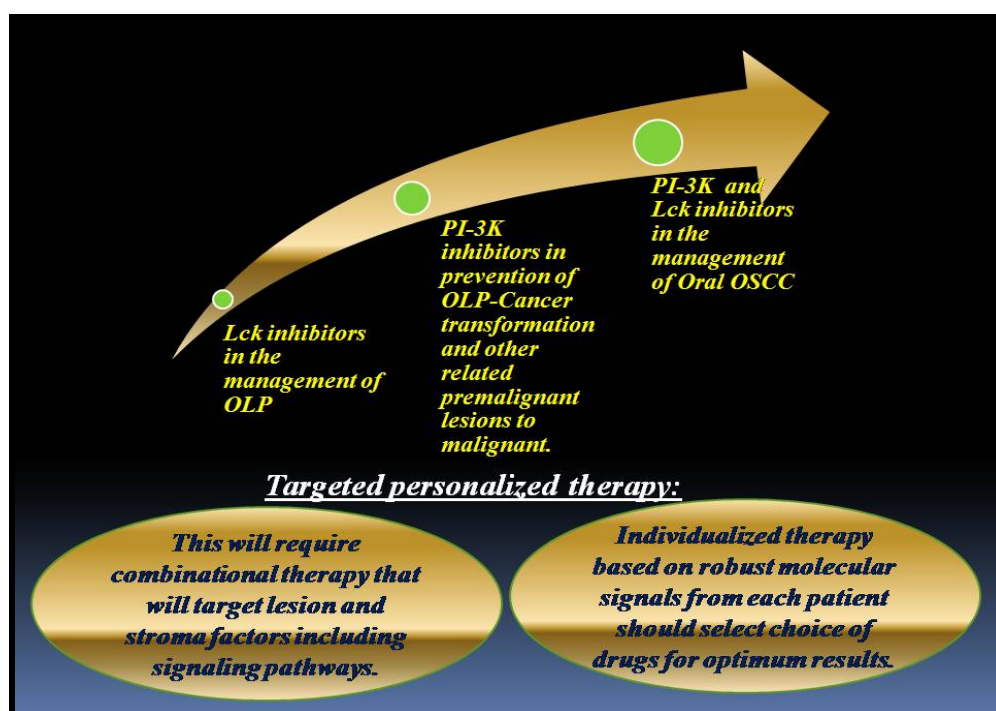 Lck inhibitors
in the
management of
OLP
PI-3K
inhibitors in
prevention of
OLP-Cancer
transformation
and other
related
premalignant
lesions to
malignant.
PI-3K and
Lck inhibitors
in the
management
of Oral OSCC
Targeted personalized therapy:
This will require
combinational therapy that
will target lesion and
stroma factors including
signaling pathways.
Individualized therapy
based on robust molecular
signals from each patient
should select choice of
drugs for optimum results.